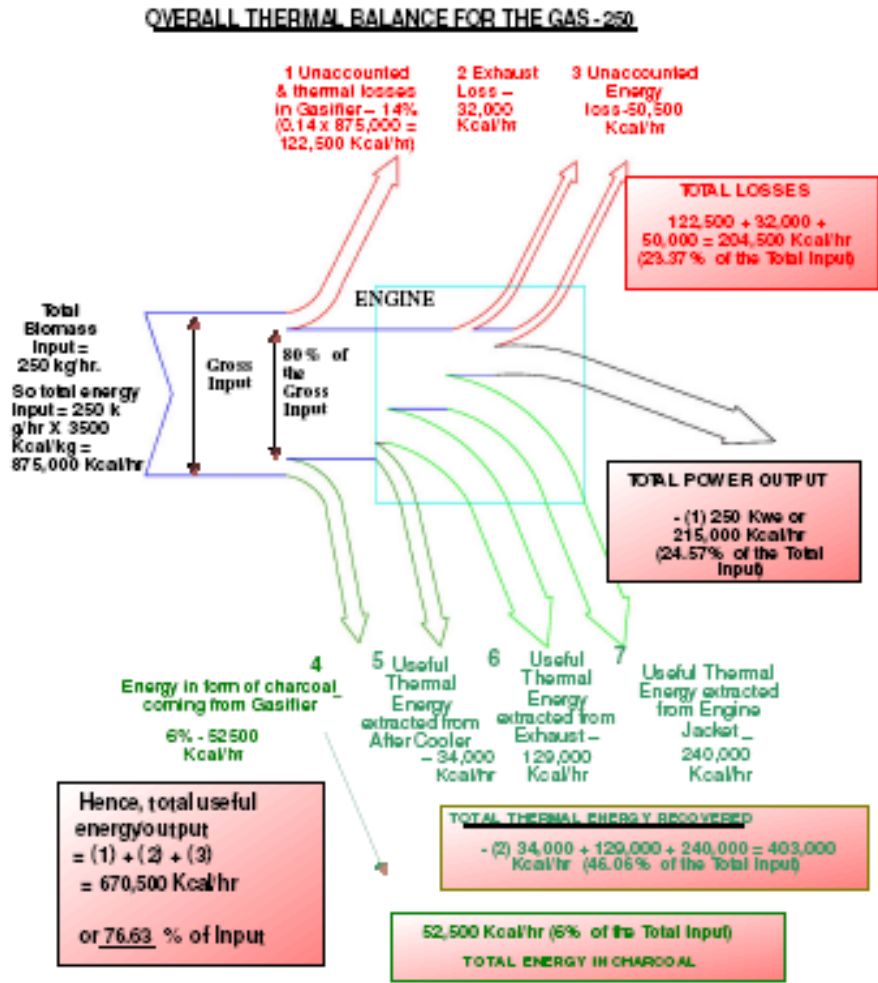 OVERALL THERMAL BALANCE FOR THE GAS - 250
1 Unaccounted
& thermal losses
in Gasifier – 14%
(0.14 x 875,000 =
122,500 Kcal/hr)
2 Exhaust
Loss –
32,000
Kcal/hr
3 Unaccounted
Energy
loss-50,500
Kcal/hr
TOTAL LOSSES
122,500 + 32,000 +
50,000 = 204,500 Kcal/hr
(23.37% of the Total Input)
ENGINE
Total
Biomass
Input =
250 kg/hr.
So total energy
Input = 250 k
g/hr X 3500
Kcal/kg =
875,000 Kcal/hr
Gross
Input
80% of
the
Gross
Input
TOTAL POWER OUTPUT
- (1) 250 Kwe or
215,000 Kcal/hr
(24.57% of the Total
Input)
4
Energy in form of charcoal
coming from Gasifier
6% - 52500
Kcal/hr
5 Useful
Thermal
Energy
extracted from
After Cooler
– 34,000
Kcal/hr
6 Useful
Thermal
Energy
extracted from
Exhaust –
129,000
Kcal/hr
7
Useful Thermal
Energy extracted
from Engine
Jacket –
240,000
Kcal/hr
Hence, total useful
energy/output
= (1) + (2) + (3)
= 670,500 Kcal/hr
or 76.63 % of Input
TOTAL THERMAL ENERGY RECOVERED
- (2) 34,000 + 129,000 + 240,000 = 403,000
Kcal/hr (46.06% of the Total Input)
52,500 Kcal/hr (6% of the Total Input)
TOTAL ENERGY IN CHARCOAL